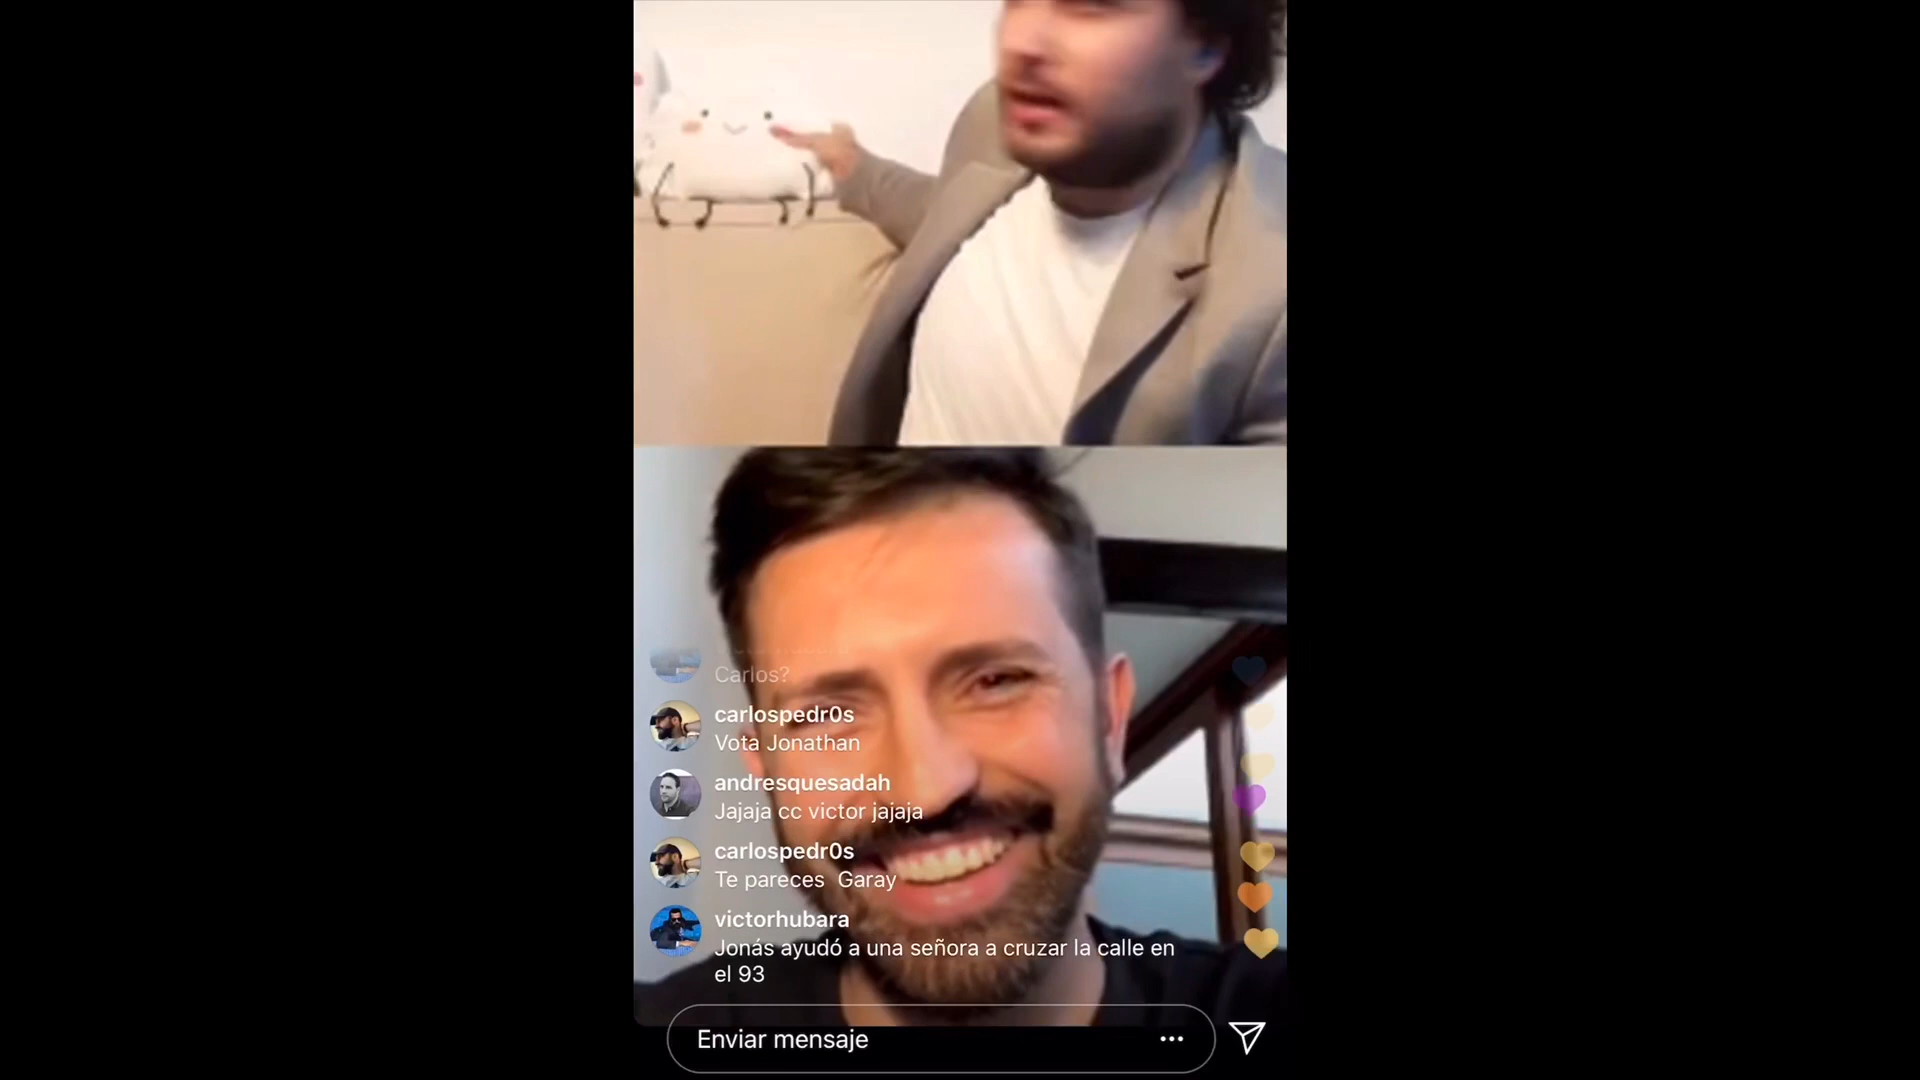 Carlos?
carlospedr0s
Vota Jonathan
andresquesadah
Jajaja cc victor jajaja
carlospedr0s
Te pareces  Garay
victorhubara
Jonás ayudó a una señora a cruzar la calle en
el 93
Enviar mensaje